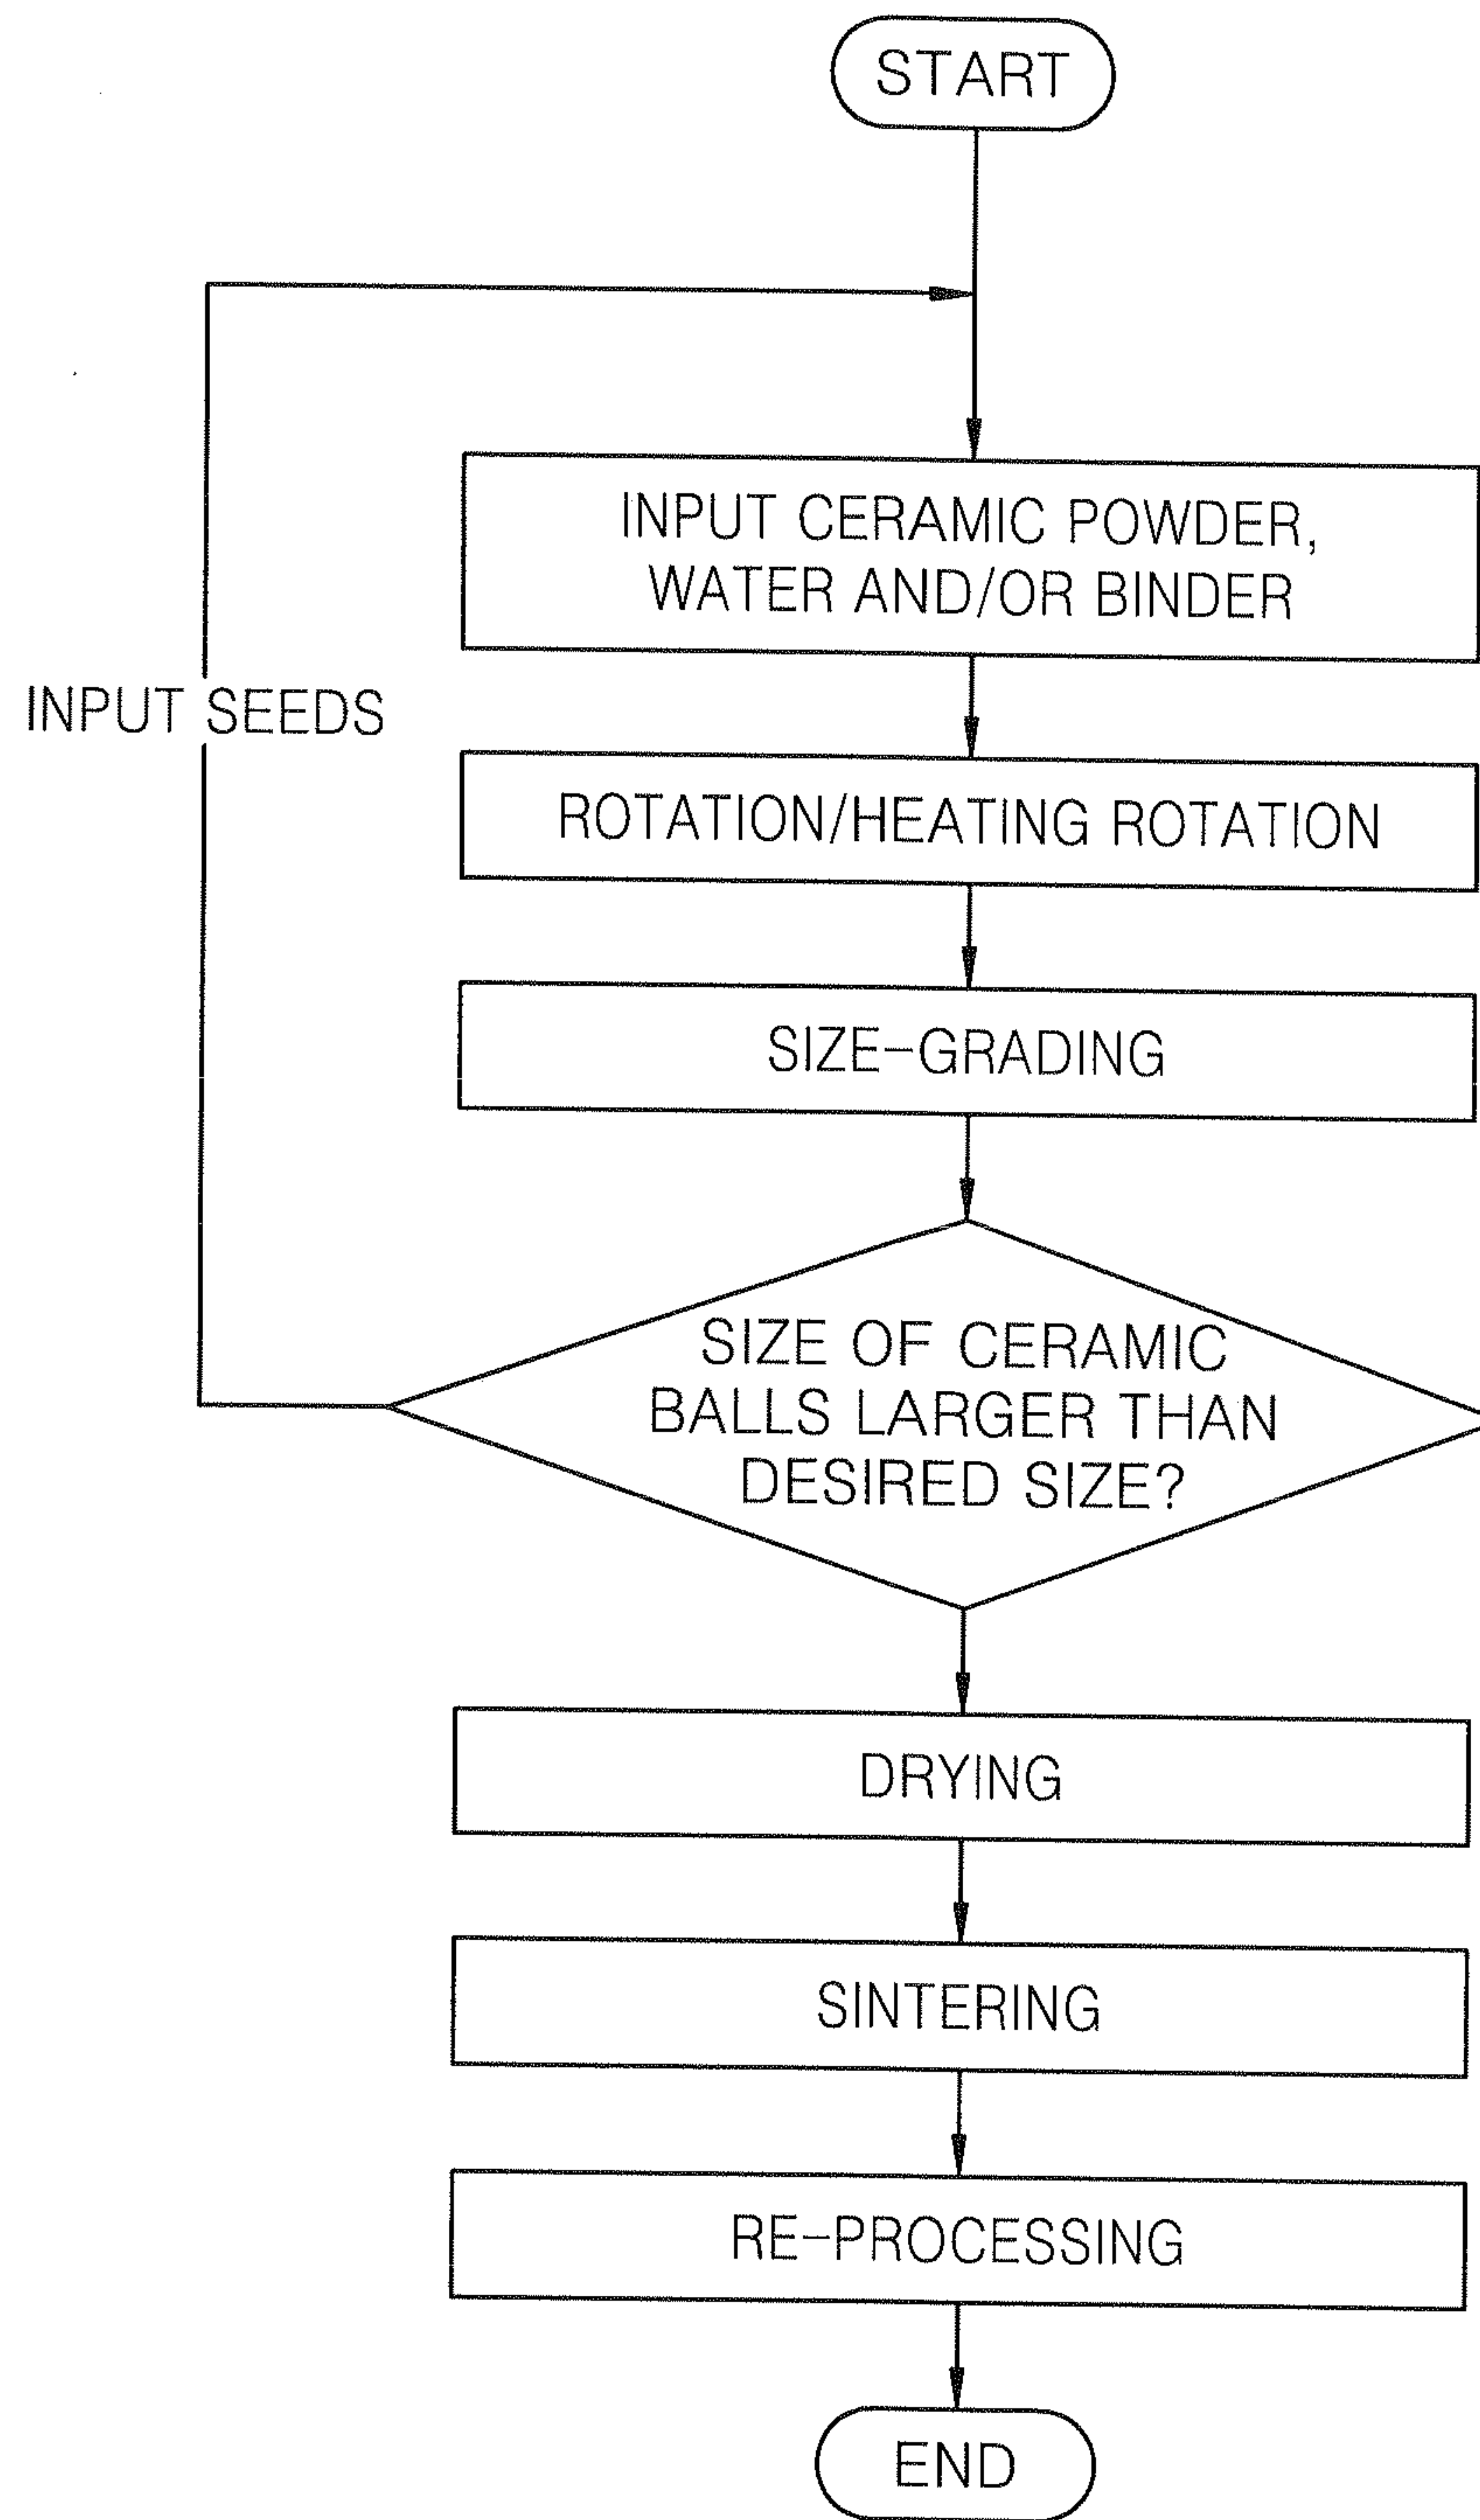 START
INPUT CERAMIC POWDER,
WATER AND/OR BINDER
INPUT SEEDS
ROTATION/HEATING ROTATION
SIZE-GRADING
SIZE OF CERAMIC
BALLS LARGER THAN
DESIRED SIZE?
DRYING
SINTERING
RE-PROCESSING
END